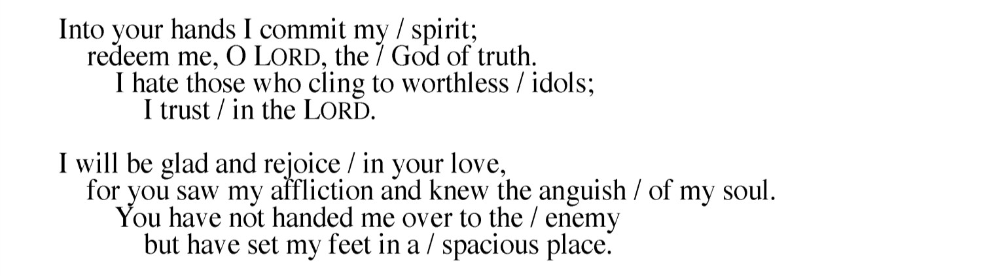 Into your hands I commit my / spirit;
redeem me, O LORD, the / God of truth.
I hate those who cling to worthless / idols;
I trust / in the LORD.
I will be glad and rejoice / in your love,
for you saw my affliction and knew the anguish / of my soul.
You have not handed me over to the / enemy
but have set my feet in a / spacious place.